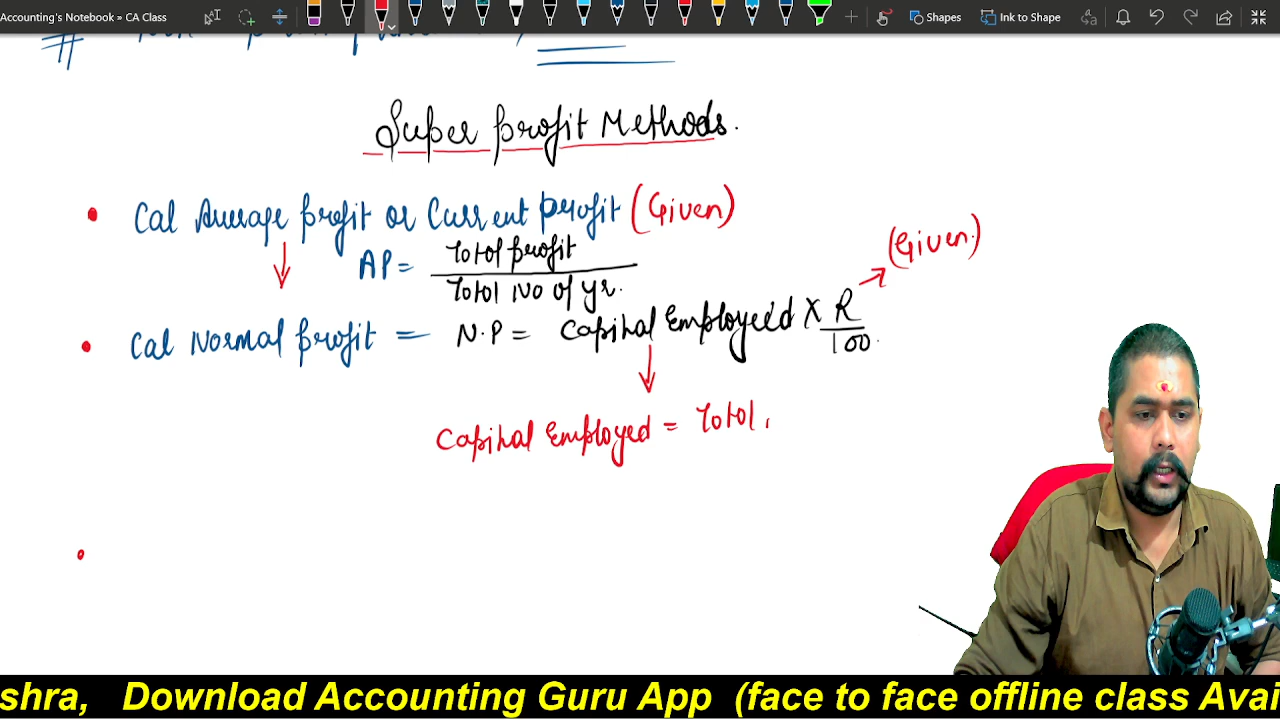 Accounting's Notebook » CA Class
Shapes
Ink to Shape
Super profit Methods.
• Cal Average profit or Current profit (Given)
AP = Total profit
Total No of yr.
(Given)
• Cal Normal profit = N.P = Capital Employeed X R
100
Capital Employed = Total
•
shra, Download Accounting Guru App (face to face offline class Avai